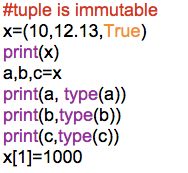 #tuple is immutable
x=(10,12.13,True)
print(x)
a,b,c=x
print(a, type(a))
print(b,type(b))
print(c,type(c))
x[1]=1000